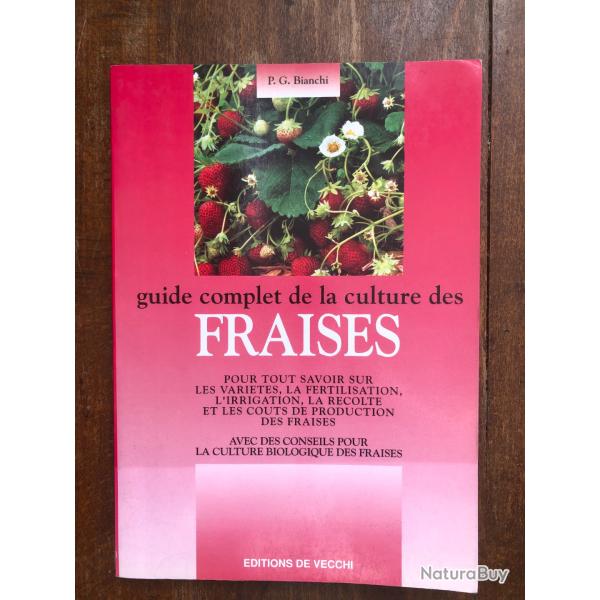 P. G. Bianchi
guide complet de la culture des
FRAISES
POUR TOUT SAVOIR SUR
LES VARIETES, LA FERTILISATION,
L'IRRIGATION, LA RECOLTE
ET LES COUTS DE PRODUCTION
DES FRAISES
AVEC DES CONSEILS POUR
LA CULTURE BIOLOGIQUE DES FRAISES
EDITIONS DE VECCHI
NaturaBuy